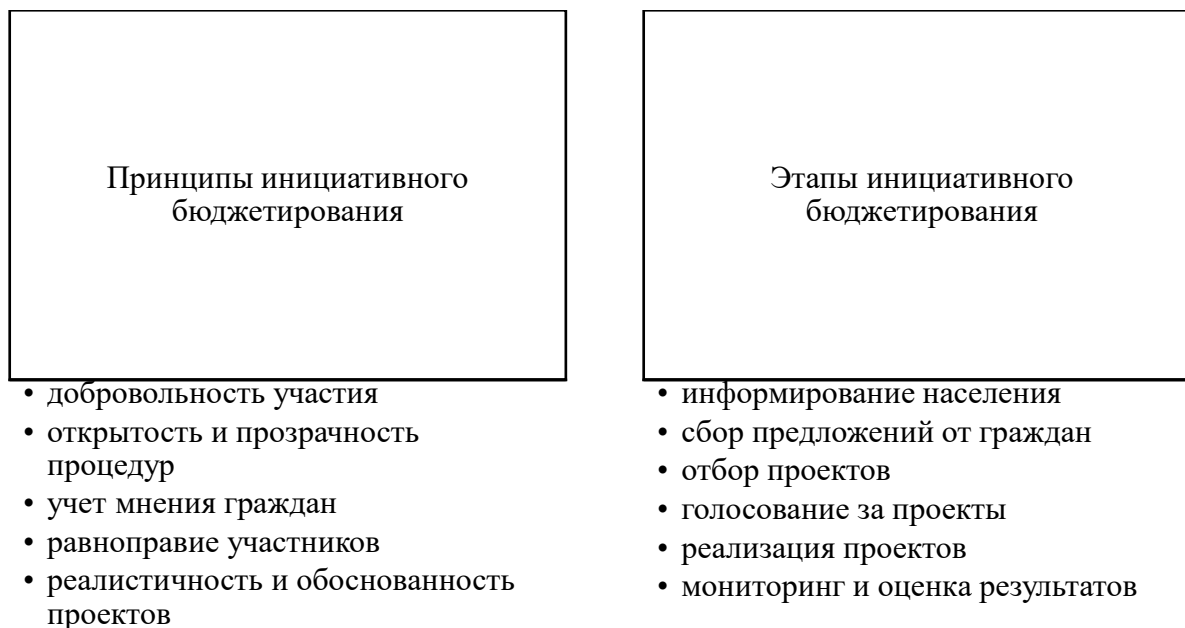 Принципы инициативного
бюджетирования
• добровольность участия
• открытость и прозрачность
процедур
• учет мнения граждан
• равноправие участников
• реалистичность и обоснованность
проектов
Этапы инициативного
бюджетирования
• информирование населения
• сбор предложений от граждан
• отбор проектов
• голосование за проекты
• реализация проектов
• мониторинг и оценка результатов